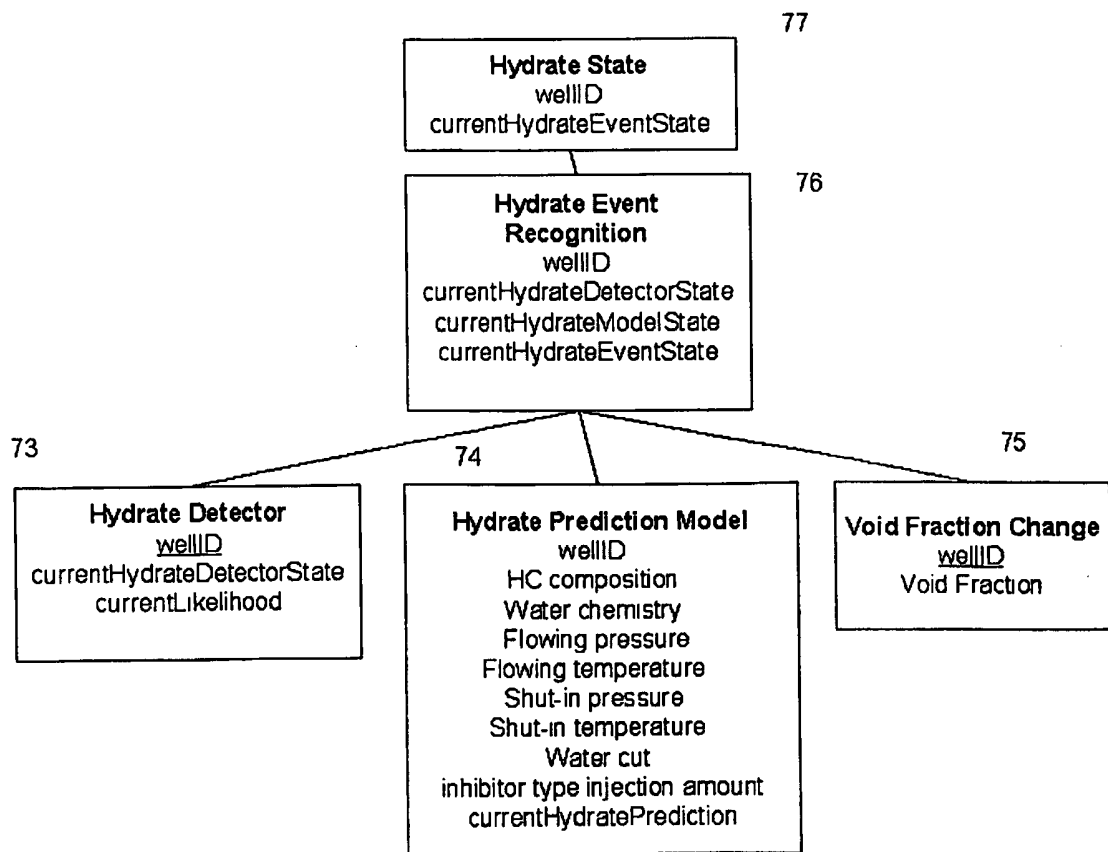 77
Hydrate State
wellID
currentHydrateEventState
76
Hydrate Event
Recognition
wellID
currentHydrateDetectorState
currentHydrateModelState
currentHydrateEventState
73
74
75
Hydrate Detector
wellID
currentHydrateDetectorState
currentLikelihood
Hydrate Prediction Model
wellID
HC composition
Water chemistry
Flowing pressure
Flowing temperature
Shut-in pressure
Shut-in temperature
Water cut
inhibitor type injection amount
currentHydratePrediction
Void Fraction Change
wellID
Void Fraction